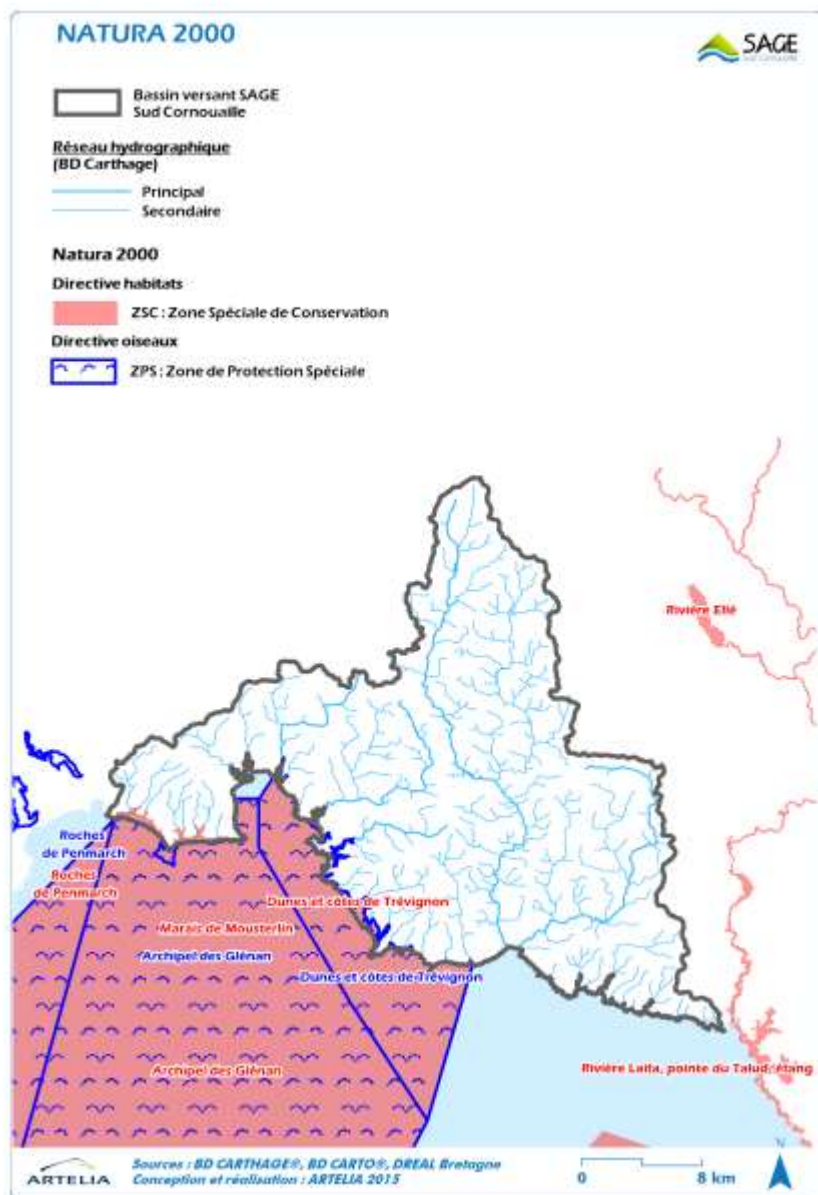 NATURA 2000
SAGE
Sud Cornouaille
Bassin versant SAGE
Sud Cornouaille
Réseau hydrographique
(BD Carthage)
Principal
Secondaire
Natura 2000
Directive habitats
ZSC : Zone Spéciale de Conservation
Directive oiseaux
ZPS : Zone de Protection Spéciale
Rivière Ellé
Roches
de Penmarch
Roches
de Penmarch
Dunes et côtes de Trévignon
Marais de Mousterlin
Archipel des Glénan
Dunes et côtes de Trévignon
Archipel des Glénan
Rivière Laïta, pointe du Talud, étang
N
ARTELIA
Sources : BD CARTHAGE®, BD CARTO®, DREAL Bretagne
Conception et réalisation : ARTELIA 2015
0 8 km